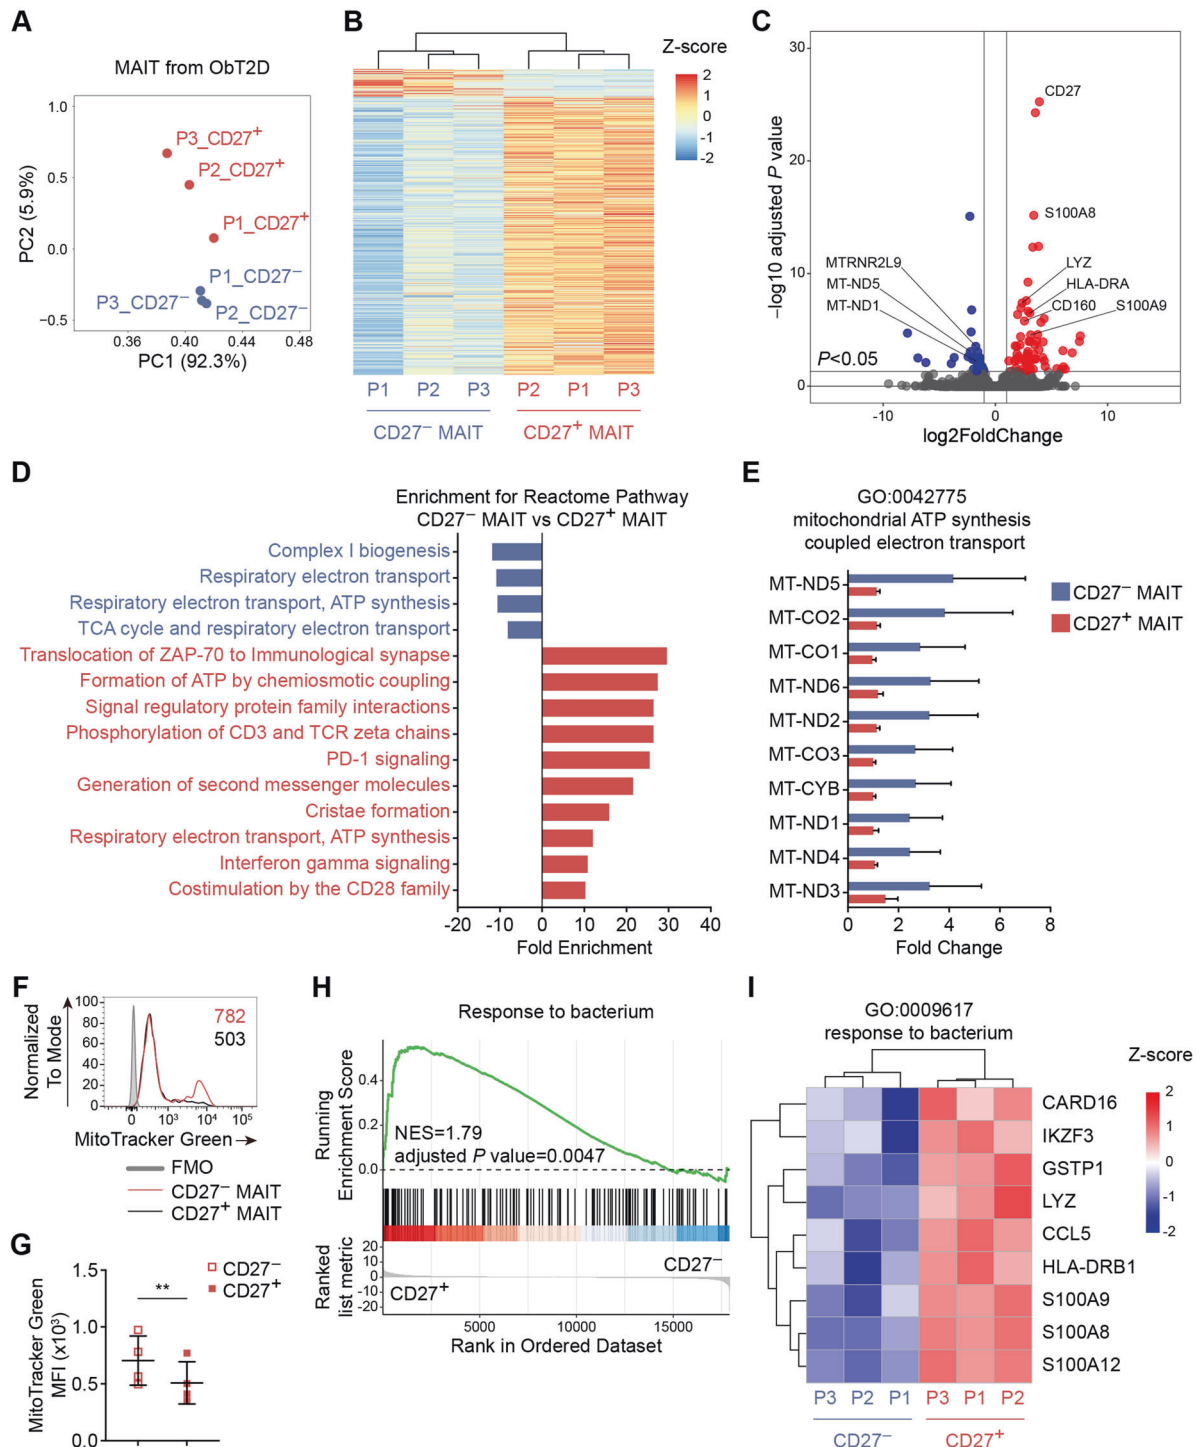 A
MAIT from ObT2D
1.0
0.5
0.0
−0.5
PC2 (5.9%)
P3_CD27+
P2_CD27+
P1_CD27+
P1_CD27−
P3_CD27−
P2_CD27−
0.36
0.40
0.44
0.48
PC1 (92.3%)
B
Z-score
2
1
0
-1
-2
P1
P2
P3
P2
P1
P3
CD27− MAIT
CD27+ MAIT
C
30
20
10
0
−log10 adjusted P value
CD27
S100A8
MTRNR2L9
LYZ
MT-ND5
HLA-DRA
MT-ND1
CD160
S100A9
P<0.05
-10
0
10
log2FoldChange
D
Enrichment for Reactome Pathway
CD27− MAIT vs CD27+ MAIT
Complex I biogenesis
Respiratory electron transport
Respiratory electron transport, ATP synthesis
TCA cycle and respiratory electron transport
Translocation of ZAP-70 to Immunological synapse
Formation of ATP by chemiosmotic coupling
Signal regulatory protein family interactions
Phosphorylation of CD3 and TCR zeta chains
PD-1 signaling
Generation of second messenger molecules
Cristae formation
Respiratory electron transport, ATP synthesis
Interferon gamma signaling
Costimulation by the CD28 family
-20
-10
0
10
20
30
40
Fold Enrichment
E
GO:0042775
mitochondrial ATP synthesis
coupled electron transport
MT-ND5
MT-CO2
MT-CO1
MT-ND6
MT-ND2
MT-CO3
MT-CYB
MT-ND1
MT-ND4
MT-ND3
CD27− MAIT
CD27+ MAIT
0
2
4
6
8
Fold Change
F
Normalized
To Mode
100
80
60
40
20
0
782
503
0
10³
10⁴
10⁵
MitoTracker Green
FMO
CD27− MAIT
CD27+ MAIT
G
MitoTracker Green
MFI (x10³)
1.5
1.0
0.5
0.0
**
CD27−
CD27+
H
Response to bacterium
Running
Enrichment Score
0.4
0.2
0.0
NES=1.79
adjusted P value=0.0047
Ranked
list metric
20
10
0
-10
-20
CD27−
CD27+
5000
10000
15000
Rank in Ordered Dataset
I
GO:0009617
response to bacterium
Z-score
2
1
0
-1
-2
CARD16
IKZF3
GSTP1
LYZ
CCL5
HLA-DRB1
S100A9
S100A8
S100A12
P3
P2
P1
P3
P1
P2
CD27−
CD27+